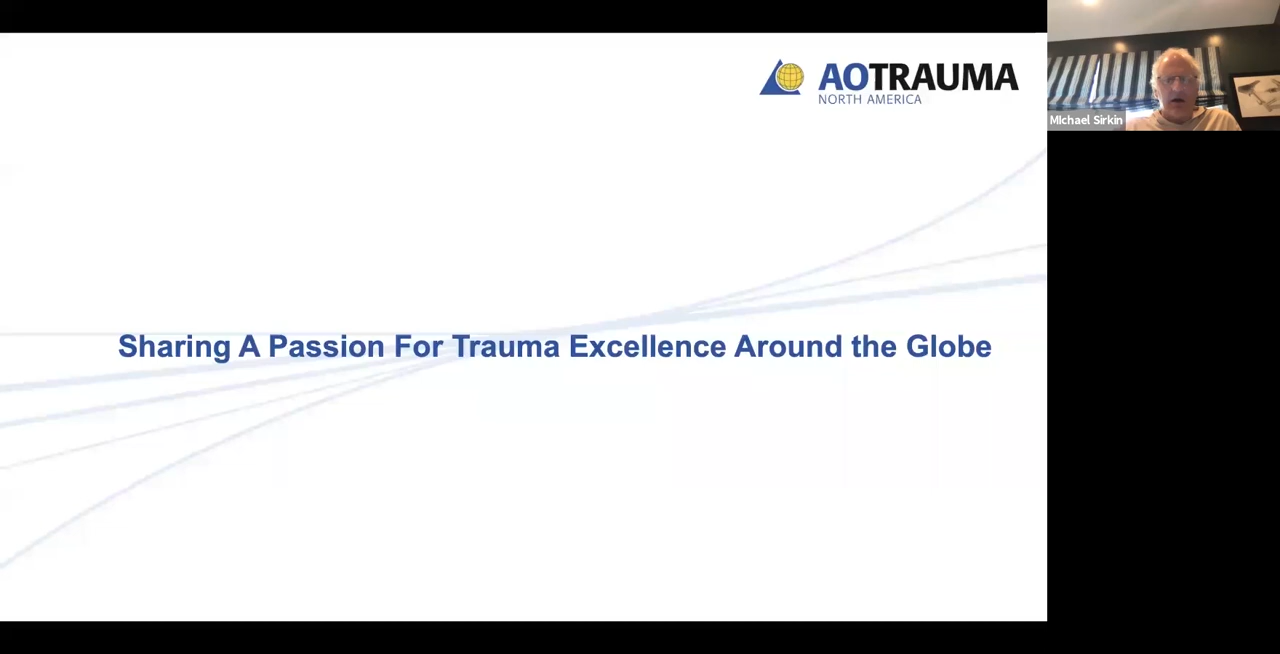 AOTRAUMA
NORTH AMERICA
MIchael Sirkin
Sharing A Passion For Trauma Excellence Around the Globe